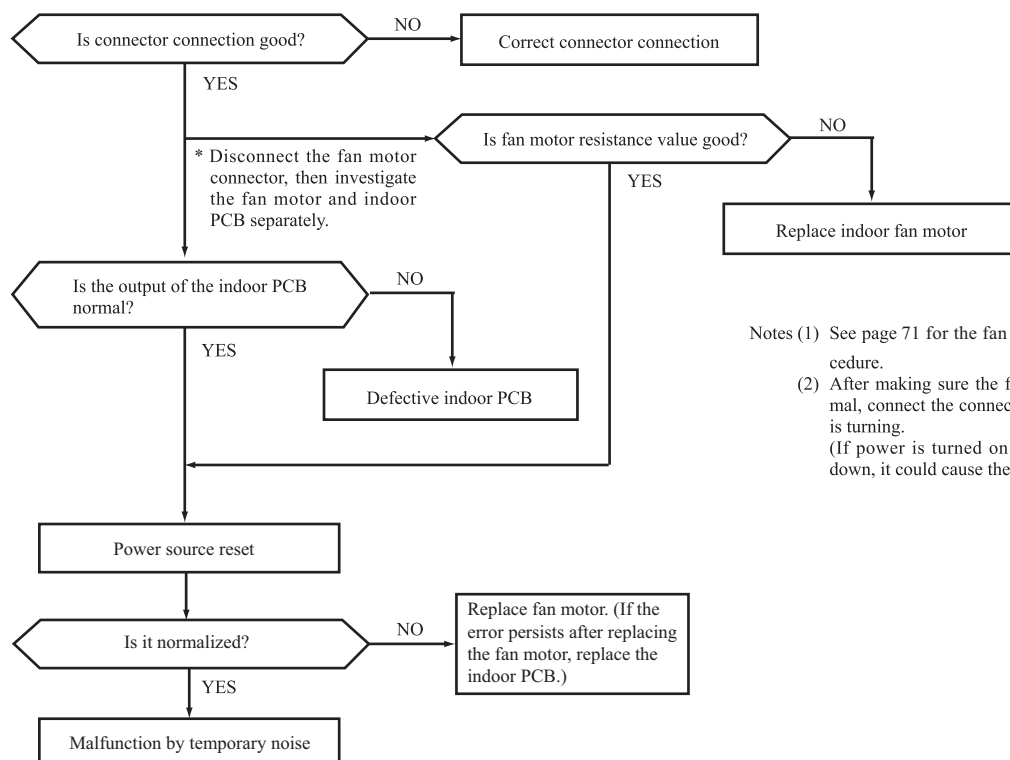 Is connector connection good?
NO
Correct connector connection
YES
* Disconnect the fan motor
connector, then investigate
the fan motor and indoor
PCB separately.
Is fan motor resistance value good?
NO
YES
Replace indoor fan motor
Is the output of the indoor PCB
normal?
NO
YES
Defective indoor PCB
Notes (1) See page 71 for the fan
cedure.
(2) After making sure the
mal, connect the
is turning.
(If power is turned on
down, it could cause the
Power source reset
Is it normalized?
NO
Replace fan motor. (If the
error persists after replacing
the fan motor, replace the
indoor PCB.)
YES
Malfunction by temporary noise